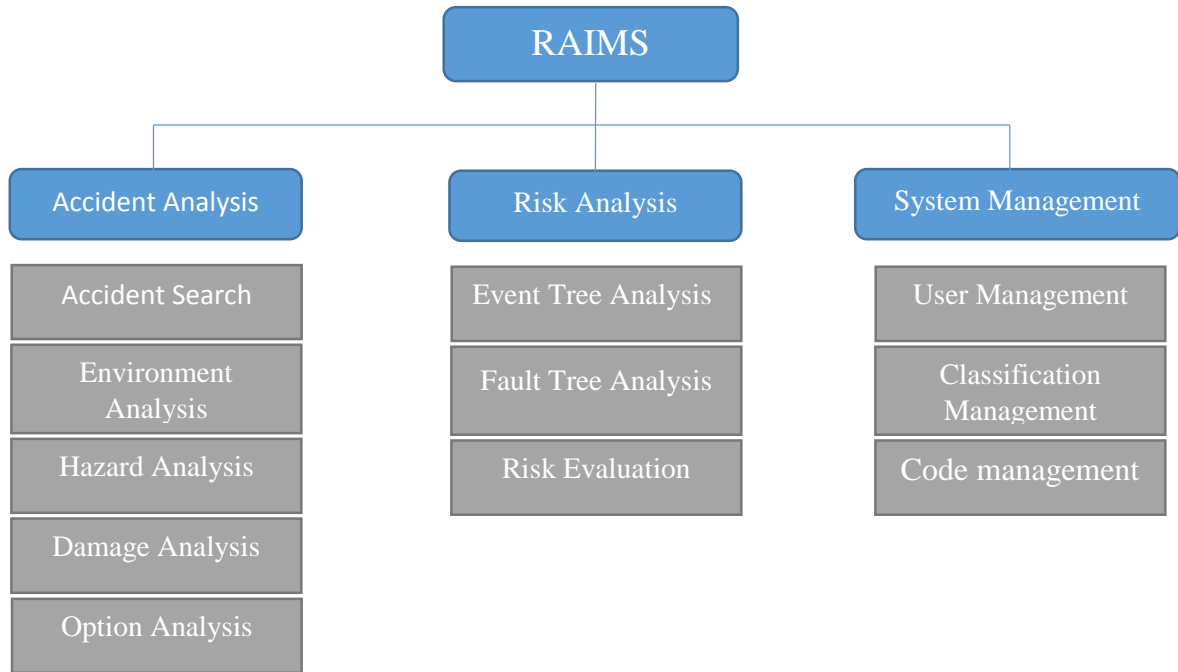 RAIMS
Accident Analysis
Accident Search
Environment
Analysis
Hazard Analysis
Damage Analysis
Option Analysis
Risk Analysis
Event Tree Analysis
Fault Tree Analysis
Risk Evaluation
System Management
User Management
Classification
Management
Code management